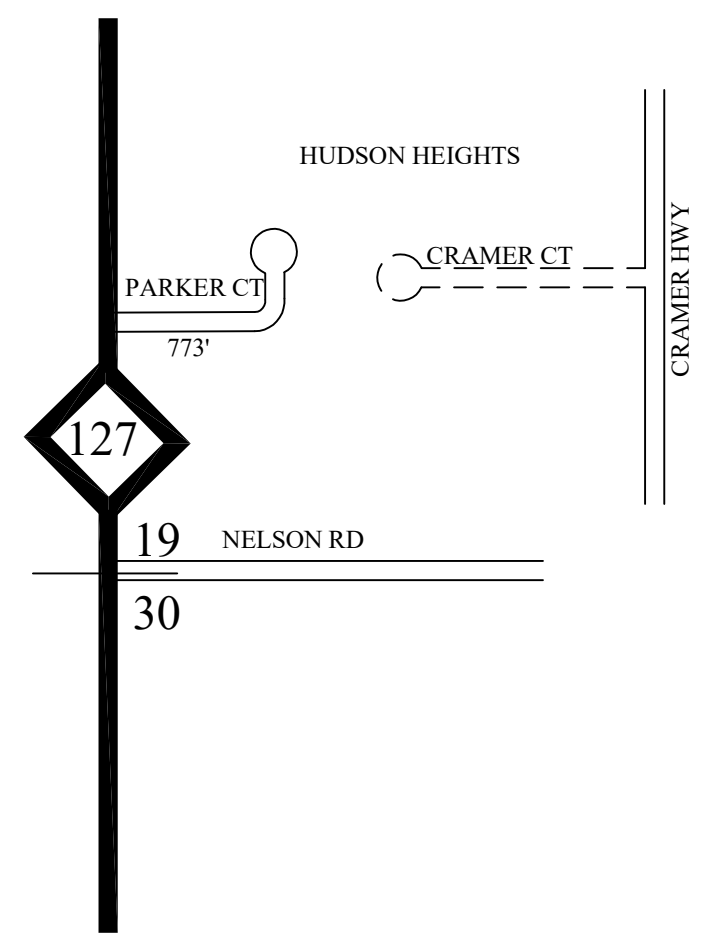 HUDSON HEIGHTS
CRAMER CT
CRAMER HWY
PARKER CT
773'
127
19
NELSON RD
30